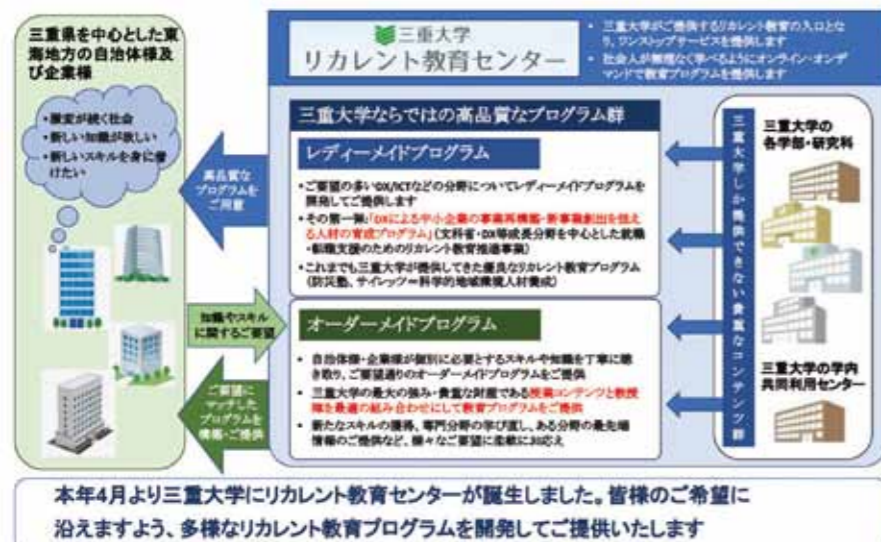 三重県を中心とした東
海地方の自治体様及
び企業様
・激変が続く社会
・新しい知識が欲しい
・新しいスキルを身に着
けたい
高品質な
プログラムを
ご用意
知識やスキル
に関するご要望
ご要望に
マッチした
プログラムを
構築・ご提供
三重大学
リカレント教育センター
• 三重大学がご提供するリカレント教育の入口とな
り、ワンストップサービスを提供します
• 社会人が無理なく学べるようにオンライン・オンデ
マンドで教育プログラムを提供します
三重大学ならではの高品質なプログラム群
レディーメイドプログラム
・ご要望の多いDX/ICTなどの分野についてレディーメイドプログラムを
開発してご提供します
・その第一弾:「DXによる中小企業の事業再構築・新事業創出を担え
る人材の育成プログラム」(文科省・DX等成長分野を中心とした就職
・転職支援のためのリカレント教育推進事業)
・これまでも三重大学が提供してきた優良なリカレント教育プログラム
(防災塾、サイレッツ=科学的地域環境人材養成)
オーダーメイドプログラム
• 自治体様・企業様が個別に必要とするスキルや知識を丁寧に聴
き取り、ご要望通りのオーダーメイドプログラムをご提供
• 三重大学の最大の強み・貴重な財産である授業コンテンツと教授
陣を最適の組み合わせにして教育プログラムをご提供
• 新たなスキルの獲得、専門分野の学び直し、ある分野の最先端
情報のご提供など、様々なご要望に柔軟にお応え
三重大学しか提供できない貴重なコンテンツ群
三重大学の
各学部・研究科
三重大学の学内
共同利用センター
本年4月より三重大学にリカレント教育センターが誕生しました。皆様のご希望に
沿えますよう、多様なリカレント教育プログラムを開発してご提供いたします